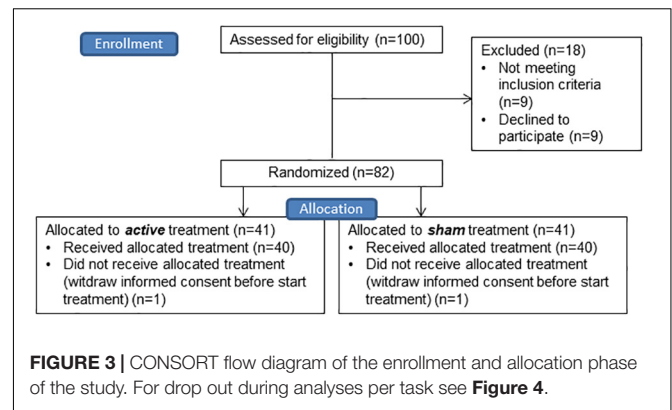 Enrollment
Assessed for eligibility (n=100)
Excluded (n=18)
• Not meeting
inclusion criteria
(n=9)
• Declined to
participate (n=9)
Randomized (n=82)
Allocation
Allocated to active treatment (n=41)
• Received allocated treatment (n=40)
• Did not receive allocated treatment
(witdraw informed consent before start
treatment) (n=1)
Allocated to sham treatment (n=41)
• Received allocated treatment (n=40)
• Did not receive allocated treatment
(witdraw informed consent before start
treatment) (n=1)
FIGURE 3 | CONSORT flow diagram of the enrollment and allocation phase
of the study. For drop out during analyses per task see Figure 4.